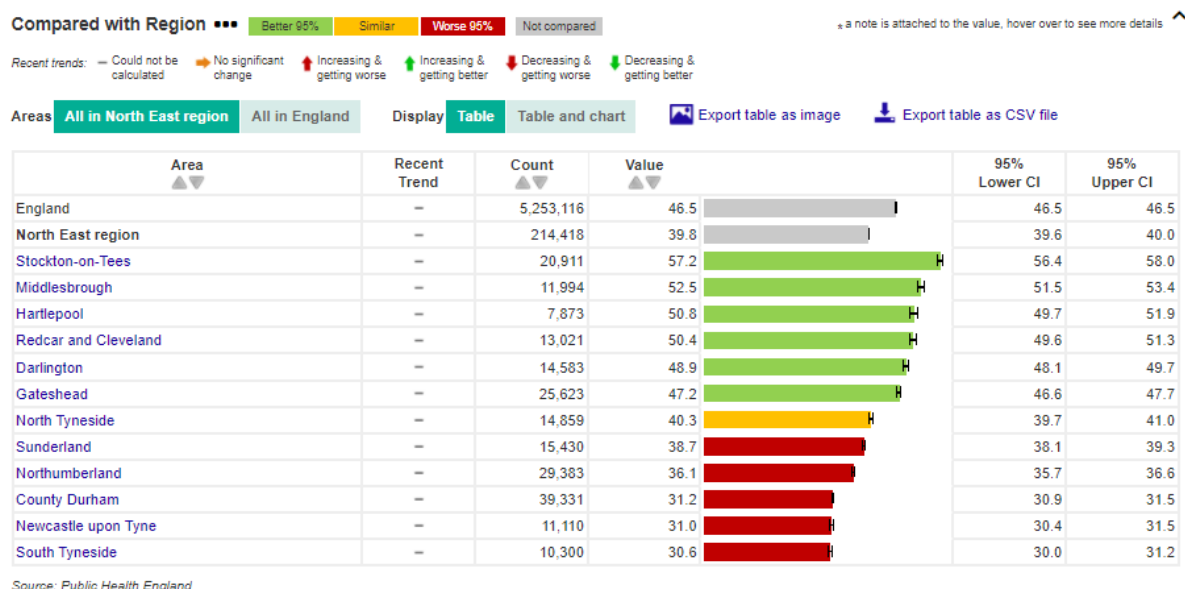 Compared with Region ••• Better 95% Similar Worse 95% Not compared * a note is attached to the value, hover over to see more details
Recent trends: – Could not be calculated No significant change Increasing & getting worse Increasing & getting better Decreasing & getting worse Decreasing & getting better
Areas All in North East region All in England Display Table Table and chart Export table as image Export table as CSV file
Area Recent Trend Count Value 95% Lower CI 95% Upper CI
England – 5,253,116 46.5 46.5 46.5
North East region – 214,418 39.8 39.6 40.0
Stockton-on-Tees – 20,911 57.2 56.4 58.0
Middlesbrough – 11,994 52.5 51.5 53.4
Hartlepool – 7,873 50.8 49.7 51.9
Redcar and Cleveland – 13,021 50.4 49.6 51.3
Darlington – 14,583 48.9 48.1 49.7
Gateshead – 25,623 47.2 46.6 47.7
North Tyneside – 14,859 40.3 39.7 41.0
Sunderland – 15,430 38.7 38.1 39.3
Northumberland – 29,383 36.1 35.7 36.6
County Durham – 39,331 31.2 30.9 31.5
Newcastle upon Tyne – 11,110 31.0 30.4 31.5
South Tyneside – 10,300 30.6 30.0 31.2
Source: Public Health England